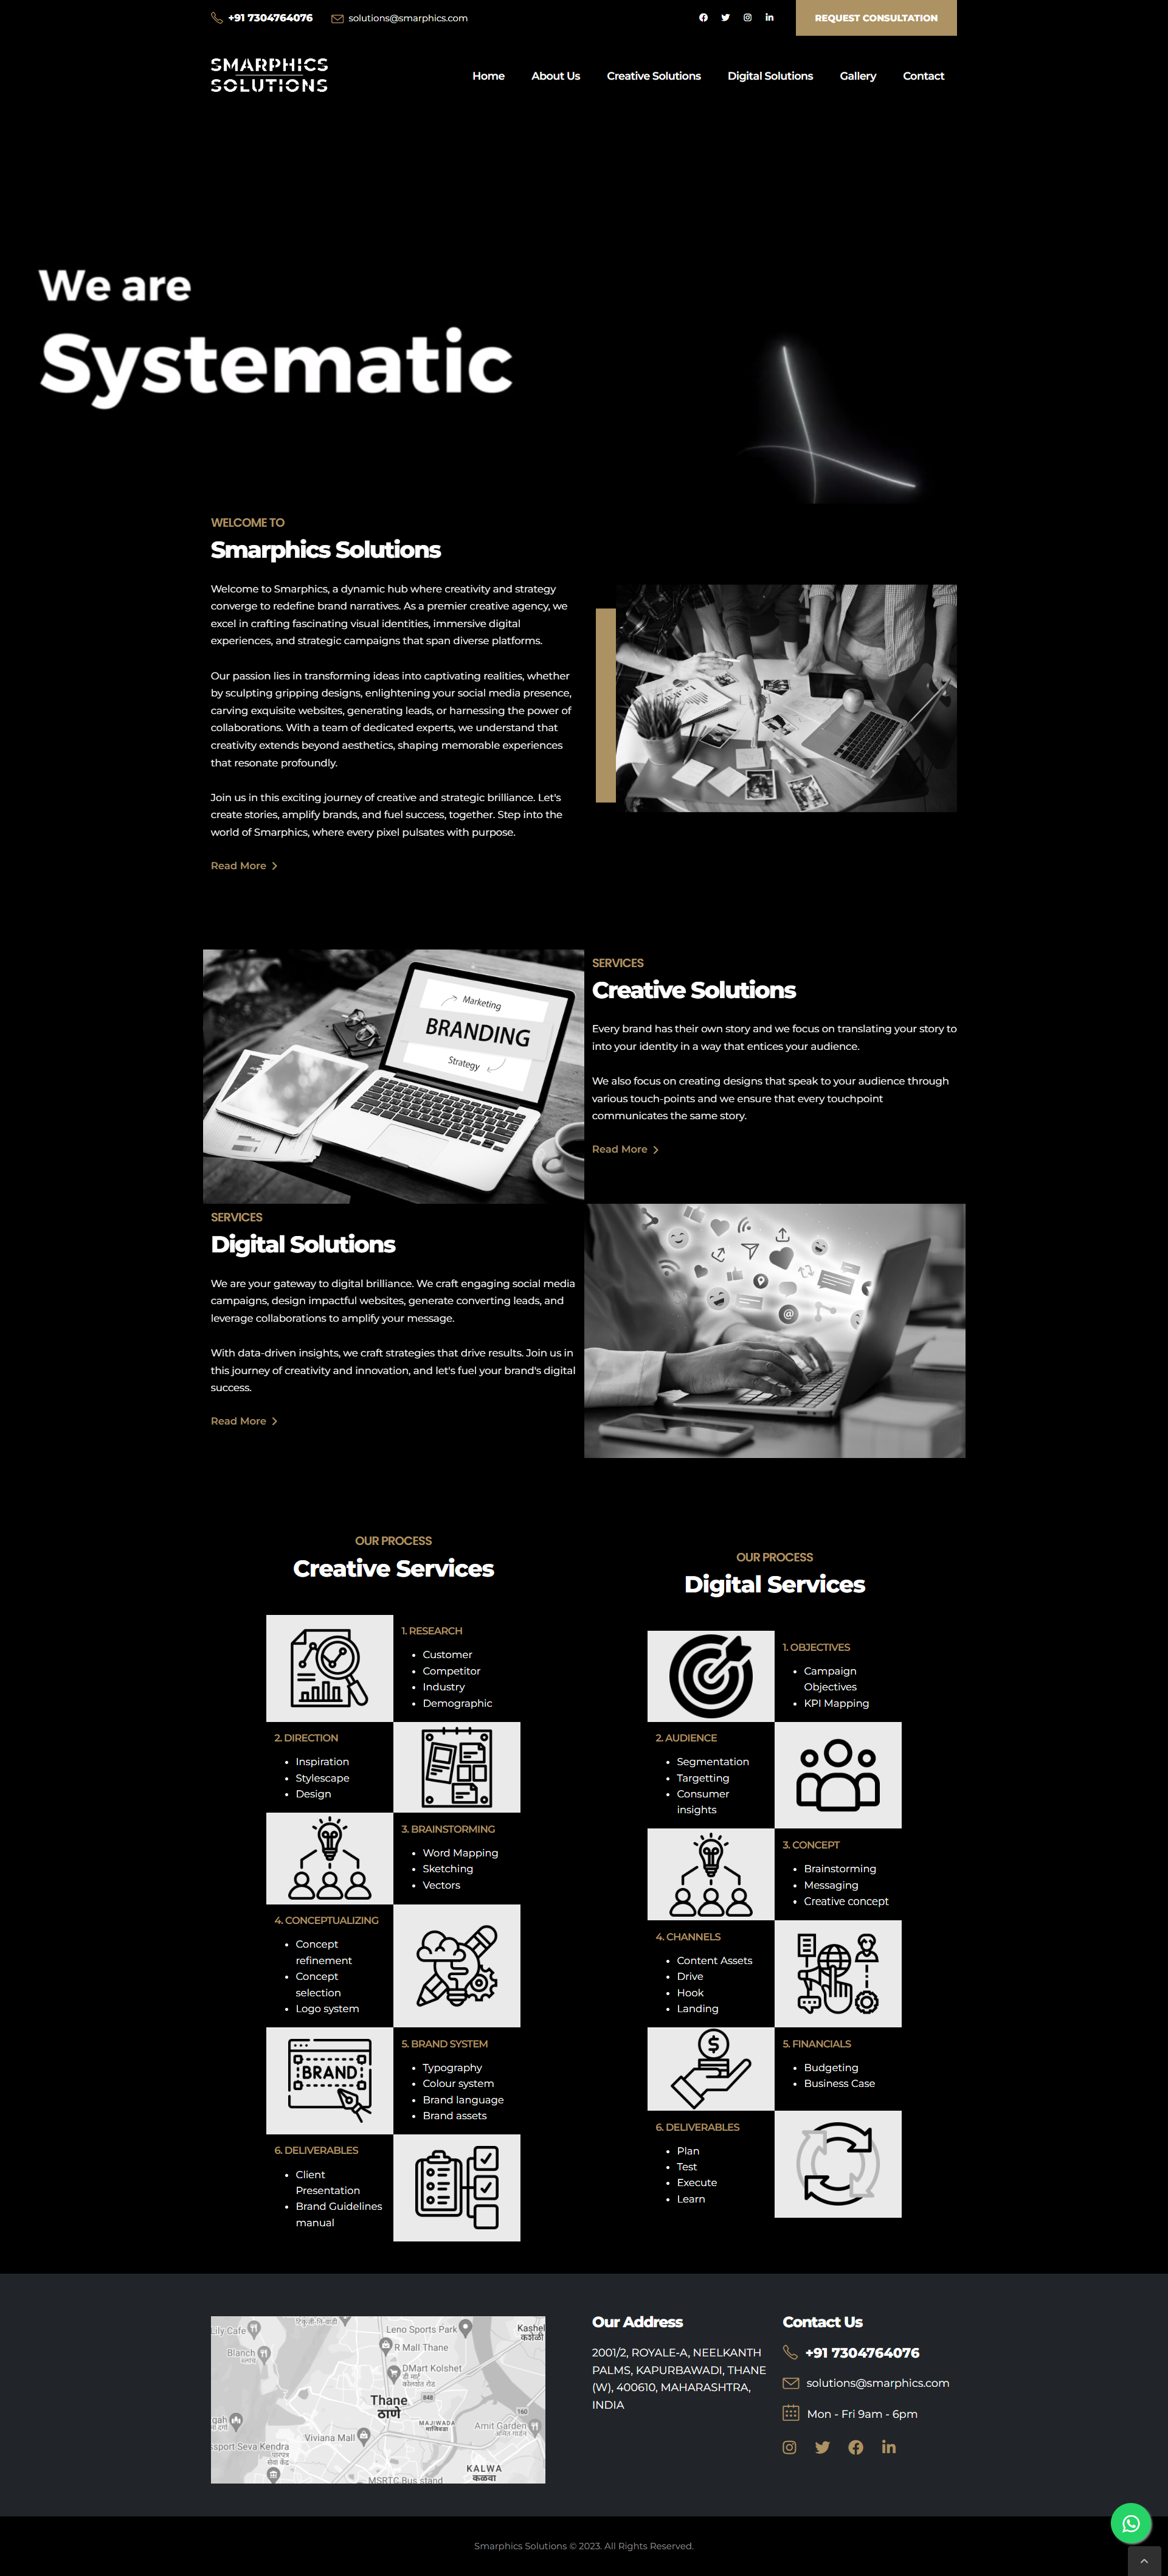 +91 7304764076
solutions@smarphics.com
REQUEST CONSULTATION
SMARPHICS
SOLUTIONS
Home
About Us
Creative Solutions
Digital Solutions
Gallery
Contact
We are
Systematic
WELCOME TO
Smarphics Solutions
Welcome to Smarphics, a dynamic hub where creativity and strategy
converge to redefine brand narratives. As a premier creative agency, we
excel in crafting fascinating visual identities, immersive digital
experiences, and strategic campaigns that span diverse platforms.
Our passion lies in transforming ideas into captivating realities, whether
by sculpting gripping designs, enlightening your social media presence,
carving exquisite websites, generating leads, or harnessing the power of
collaborations. With a team of dedicated experts, we understand that
creativity extends beyond aesthetics, shaping memorable experiences
that resonate profoundly.
Join us in this exciting journey of creative and strategic brilliance. Let's
create stories, amplify brands, and fuel success, together. Step into the
world of Smarphics, where every pixel pulsates with purpose.
Read More
Marketing
BRANDING
Strategy
SERVICES
Creative Solutions
Every brand has their own story and we focus on translating your story to
into your identity in a way that entices your audience.
We also focus on creating designs that speak to your audience through
various touch-points and we ensure that every touchpoint
communicates the same story.
Read More
SERVICES
Digital Solutions
We are your gateway to digital brilliance. We craft engaging social media
campaigns, design impactful websites, generate converting leads, and
leverage collaborations to amplify your message.
With data-driven insights, we craft strategies that drive results. Join us in
this journey of creativity and innovation, and let's fuel your brand's digital
success.
Read More
@
OUR PROCESS
Creative Services
1. RESEARCH
• Customer
• Competitor
• Industry
• Demographic
2. DIRECTION
• Inspiration
• Stylescape
• Design
3. BRAINSTORMING
• Word Mapping
• Sketching
• Vectors
4. CONCEPTUALIZING
• Concept
refinement
• Concept
selection
• Logo system
BRAND
5. BRAND SYSTEM
• Typography
• Colour system
• Brand language
• Brand assets
6. DELIVERABLES
• Client
Presentation
• Brand Guidelines
manual
OUR PROCESS
Digital Services
1. OBJECTIVES
• Campaign
Objectives
• KPI Mapping
2. AUDIENCE
• Segmentation
• Targetting
• Consumer
insights
3. CONCEPT
• Brainstorming
• Messaging
• Creative concept
4. CHANNELS
• Content Assets
• Drive
• Hook
• Landing
$
5. FINANCIALS
• Budgeting
• Business Case
6. DELIVERABLES
• Plan
• Test
• Execute
• Learn
Lily Cafe
Leno Sports Park
Kashel
कशेळी
Blanch
R Mall Thane
DMart Kolshet
डी मार्ट
कोलशेत रोड
Thane
ठाणे
848
160
MAJIWADA
माजिवाडा
Amit Garden
Viviana Mall
ssport Seva Kendra
पारपत्र
सेवा केंद्र
KALWA
कळवा
MSRTC Bus stand
Our Address
2001/2, ROYALE-A, NEELKANTH
PALMS, KAPURBAWADI, THANE
(W), 400610, MAHARASHTRA,
INDIA
Contact Us
+91 7304764076
solutions@smarphics.com
Mon - Fri 9am - 6pm
Smarphics Solutions © 2023. All Rights Reserved.